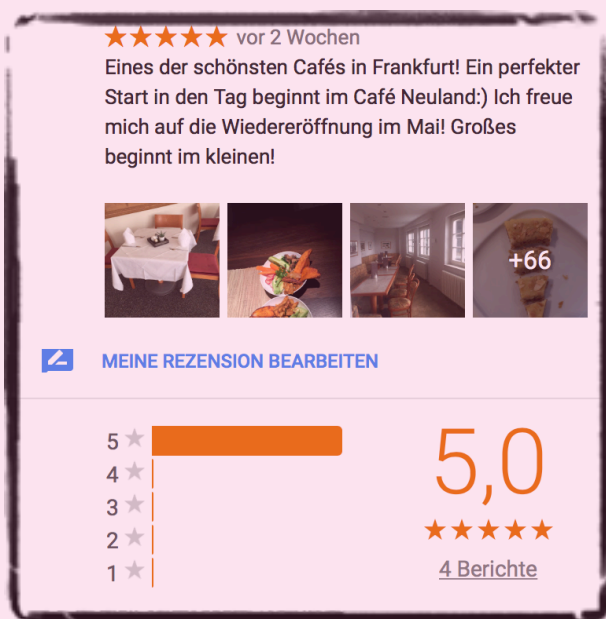 vor 2 Wochen
Eines der schönsten Cafés in Frankfurt! Ein perfekter
Start in den Tag beginnt im Café Neuland:) Ich freue
mich auf die Wiedereröffnung im Mai! Großes
beginnt im kleinen!
+66
MEINE REZENSION BEARBEITEN
5
4
3
2
1
5,0
4 Berichte